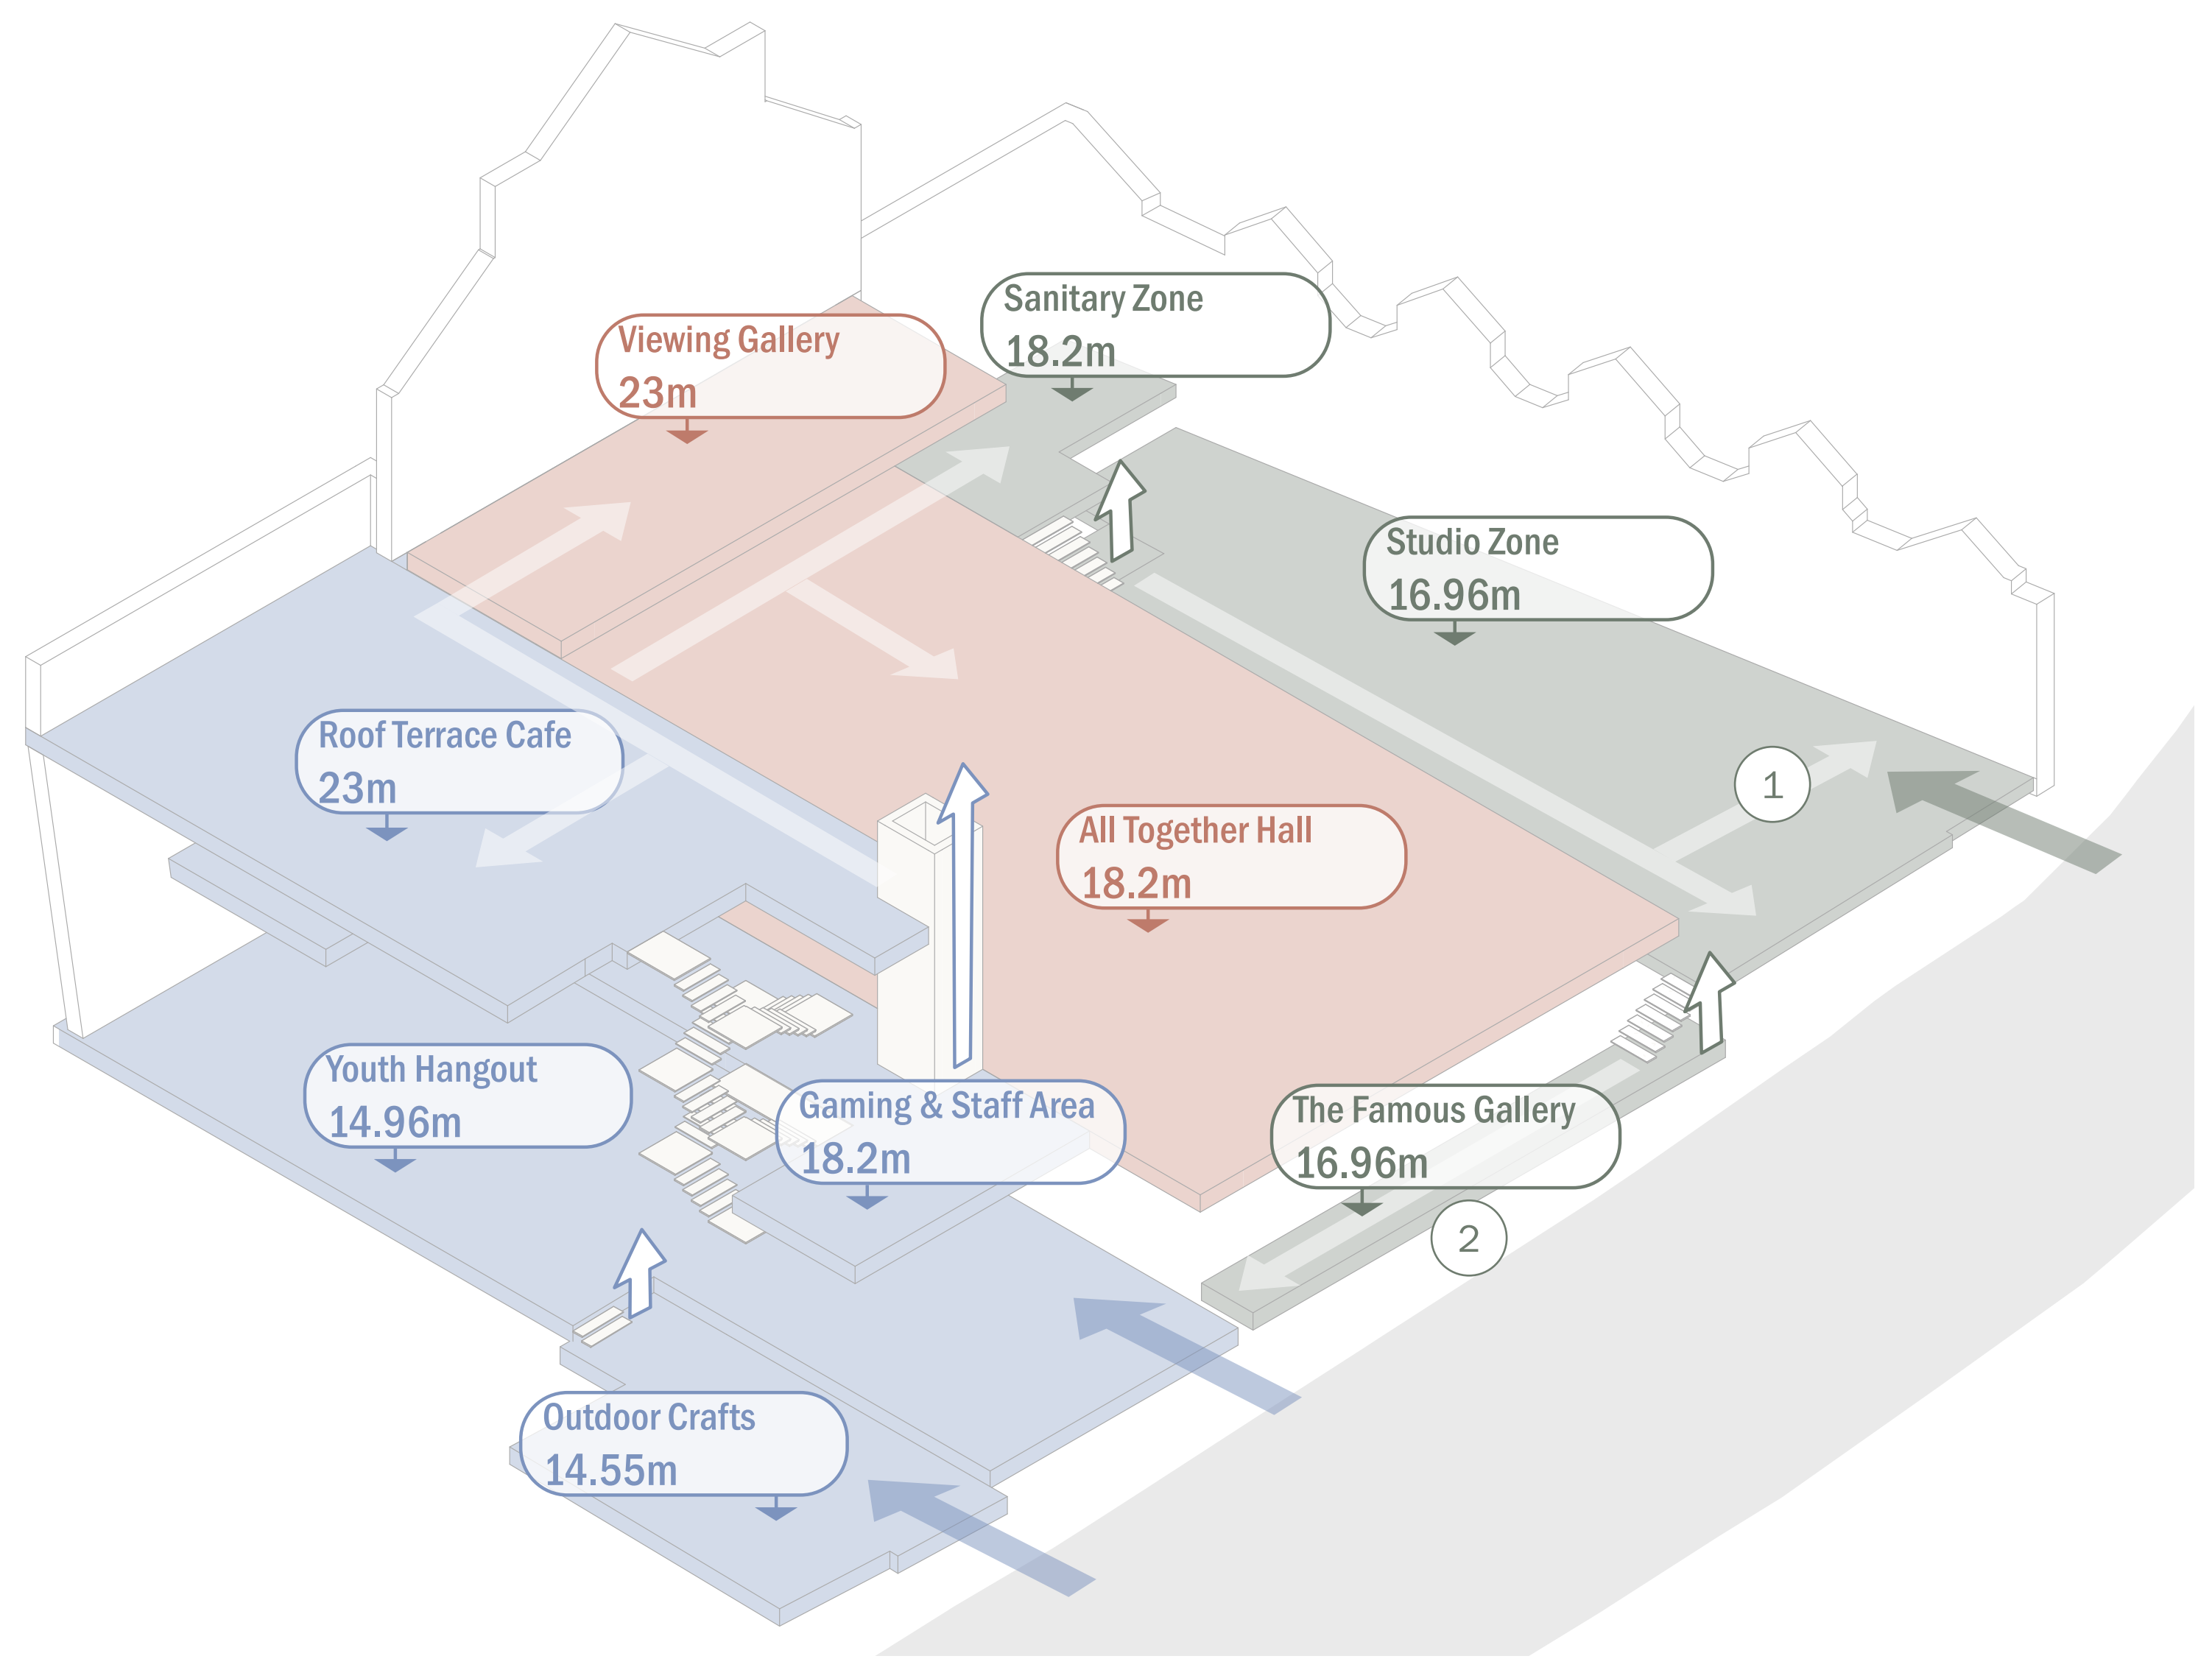 Sanitary Zone
18.2m
Viewing Gallery
23m
Studio Zone
16.96m
Roof Terrace Cafe
23m
1
All Together Hall
18.2m
Youth Hangout
14.96m
Gaming & Staff Area
18.2m
The Famous Gallery
16.96m
2
Outdoor Crafts
14.55m